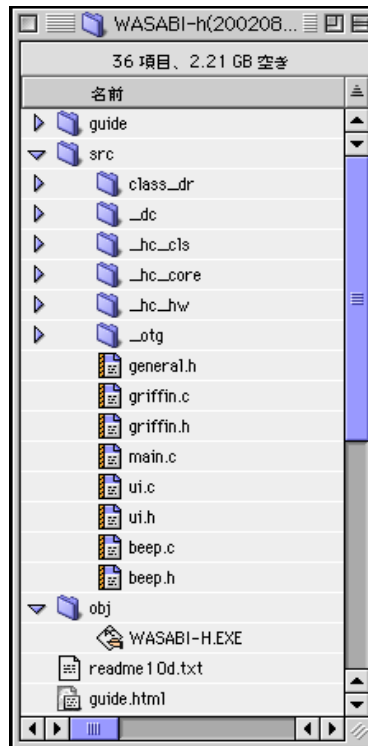 WASABI-h(200208...
36 項目、2.21 GB 空き
名前
guide
src
class_dr
_dc
_hc_cls
_hc_core
_hc_hw
_otg
general.h
griffin.c
griffin.h
main.c
ui.c
ui.h
beep.c
beep.h
obj
WASABI-H.EXE
readme10d.txt
guide.html